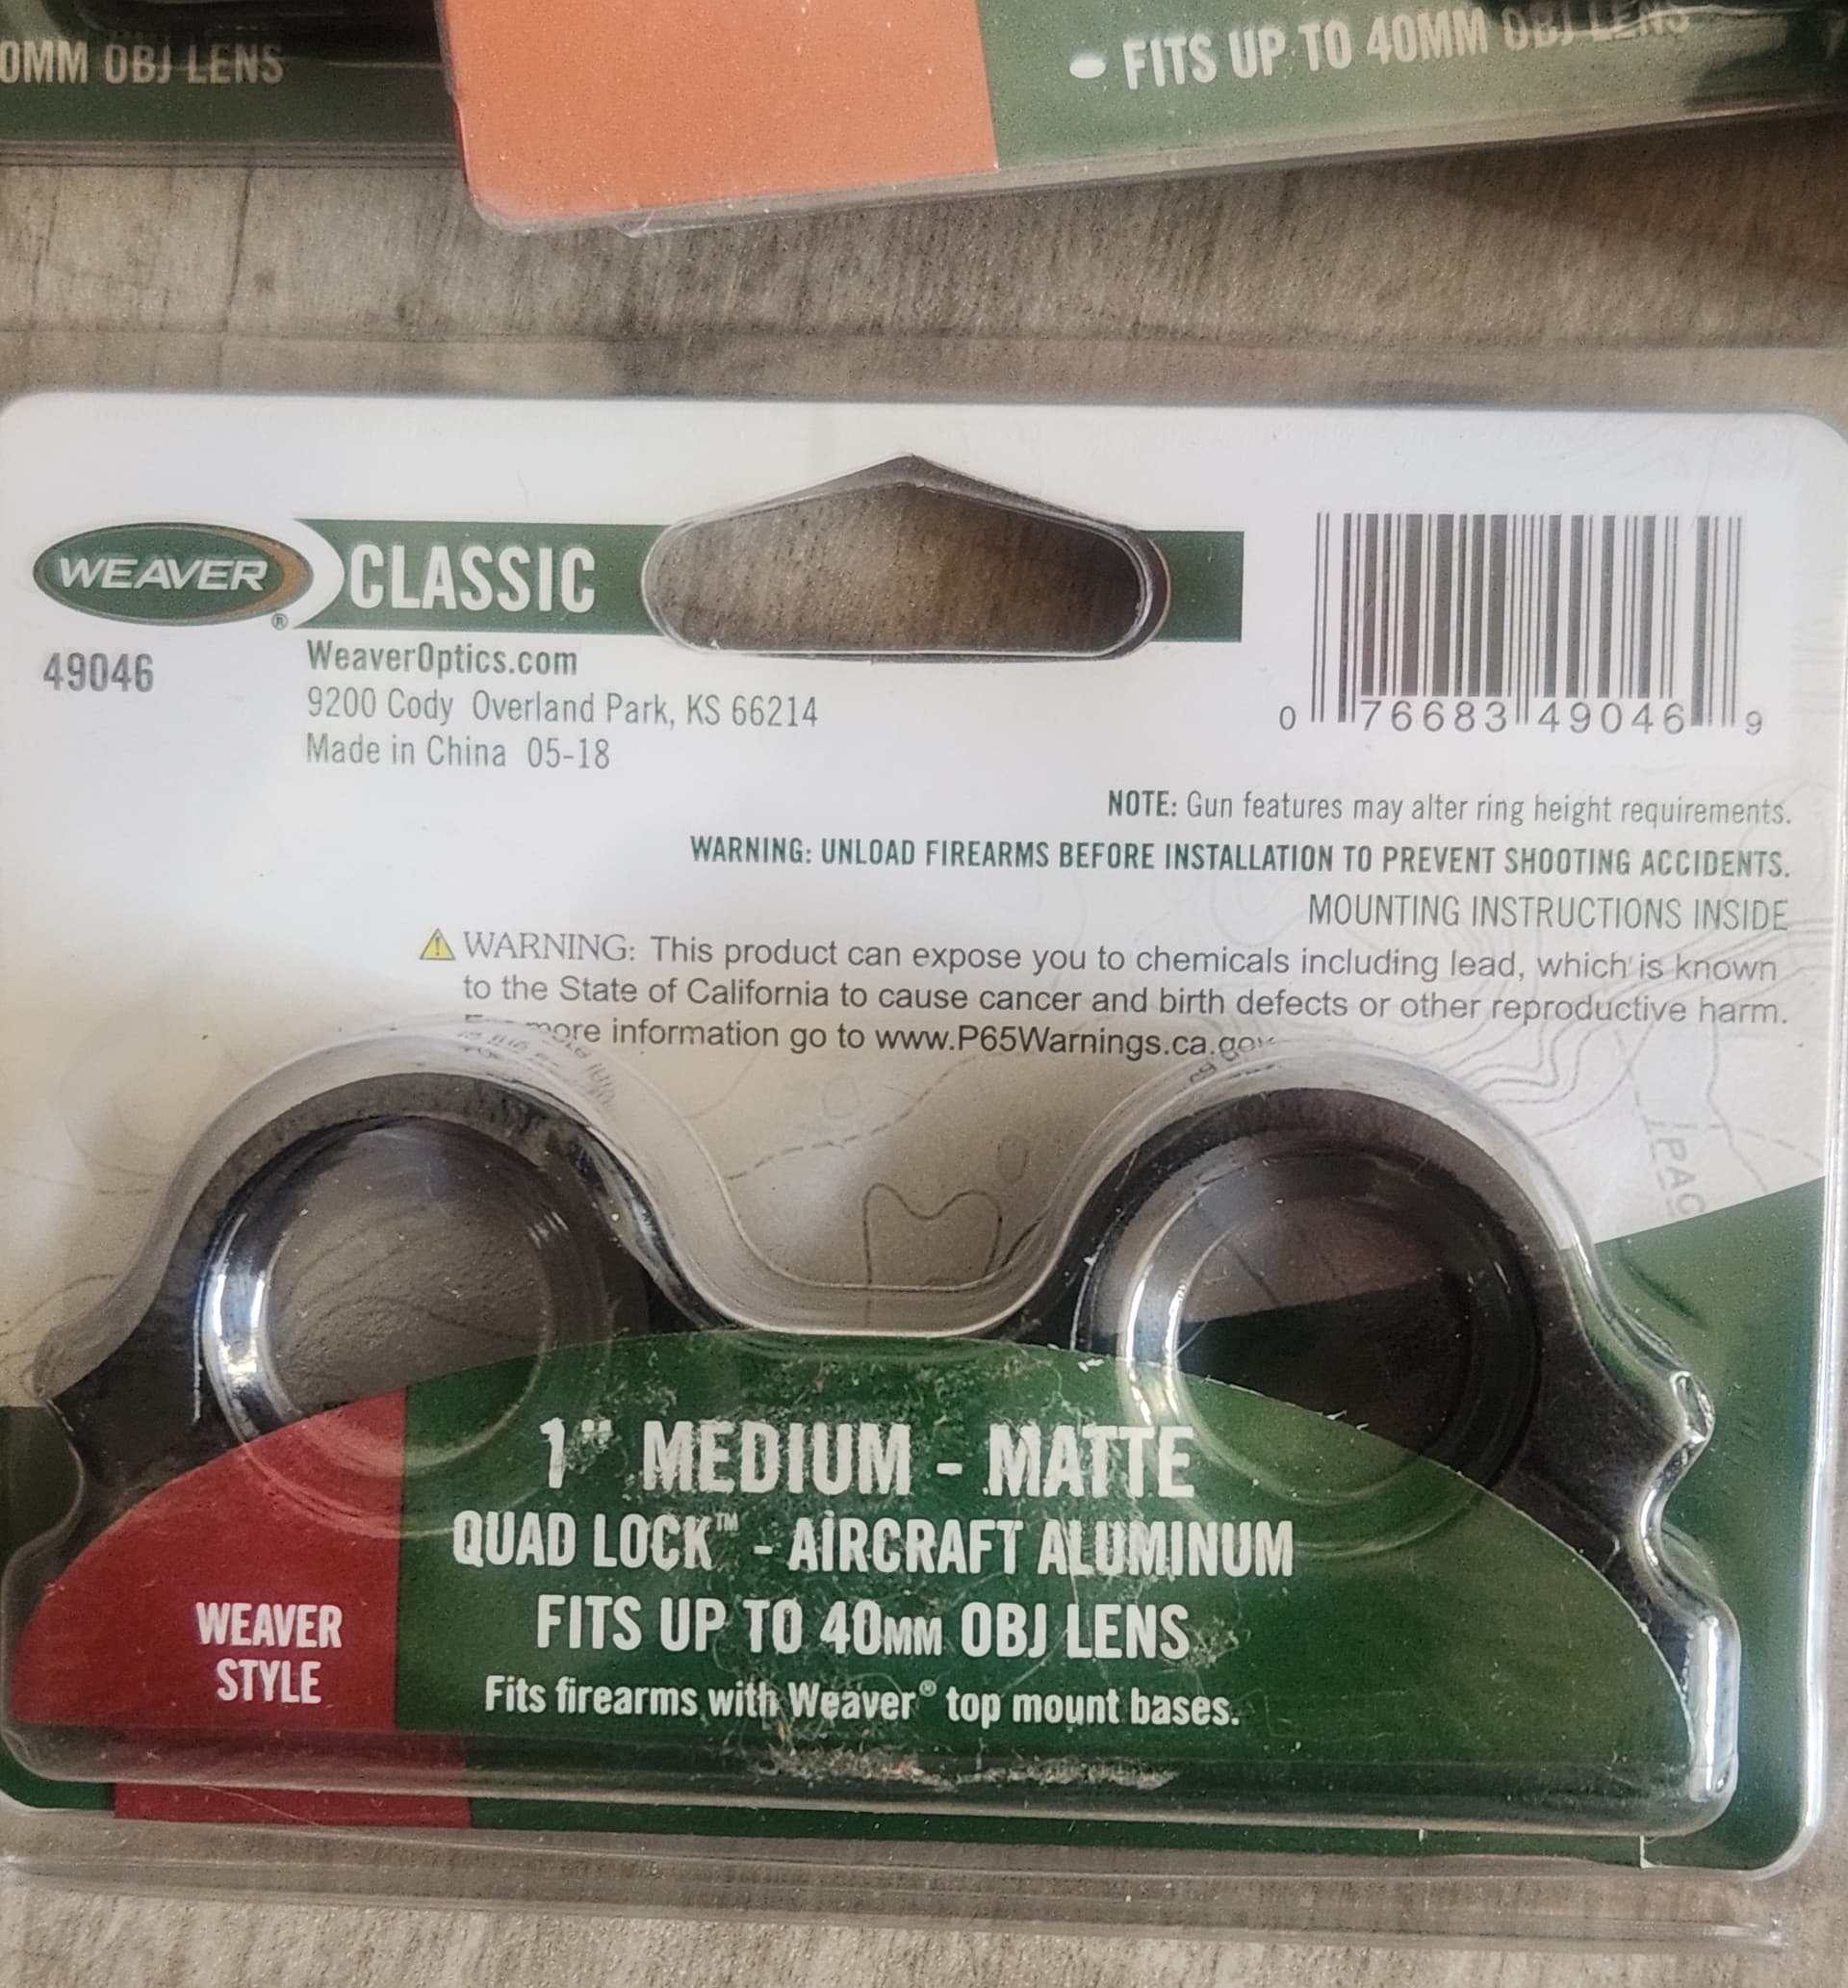 0MM OBJ LENS
- FITS UP TO 40MM OBJ LENS
WEAVER® CLASSIC
49046
WeaverOptics.com
9200 Cody Overland Park, KS 66214
Made in China 05-18
0 76683 49046 9
NOTE: Gun features may alter ring height requirements.
WARNING: UNLOAD FIREARMS BEFORE INSTALLATION TO PREVENT SHOOTING ACCIDENTS.
MOUNTING INSTRUCTIONS INSIDE
⚠ WARNING: This product can expose you to chemicals including lead, which is known
to the State of California to cause cancer and birth defects or other reproductive harm.
more information go to www.P65Warnings.ca.gov
PAC
1" MEDIUM - MATTE
QUAD LOCK™ - AIRCRAFT ALUMINUM
FITS UP TO 40MM OBJ LENS
Fits firearms with Weaver® top mount bases.
WEAVER
STYLE